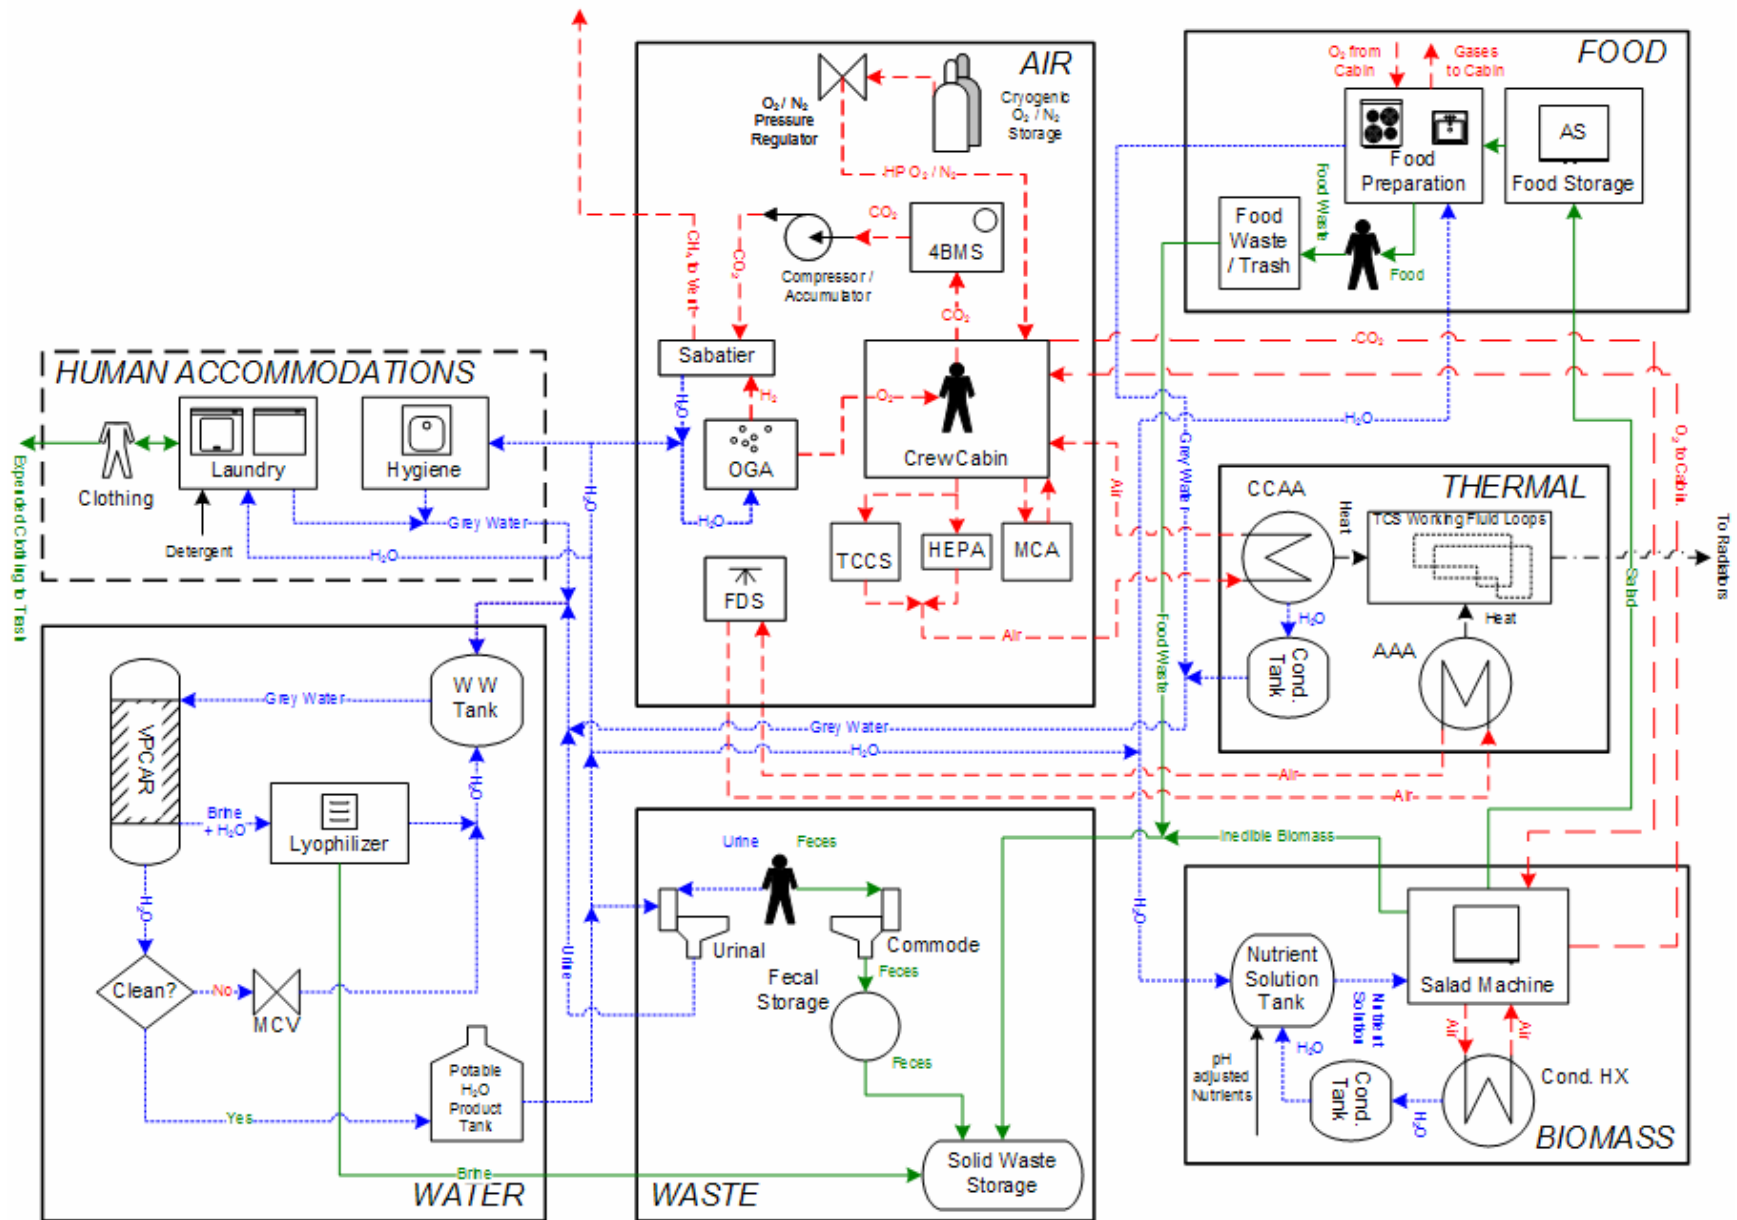 AIR
O₂ / N₂
Pressure
Regulator
Cryogenic
O₂ / N₂
Storage
HP O₂ / N₂
CH₄ to Vent
CO₂
CO₂
4BMS
Compressor /
Accumulator
CO₂
Sabatier
H₂O
H₂
O₂
OGA
H₂O
Crew Cabin
TCCS
HEPA
MCA
FDS
Air
Air
FOOD
O₂ from
Cabin
Gases
to Cabin
Food
Preparation
AS
Food Storage
Food Waste
Food
Waste
/ Trash
Food
CO₂
H₂O
O₂ to Cabin
Grey Water
Salad
Food Waste
HUMAN ACCOMMODATIONS
Clothing
Laundry
Hygiene
Detergent
Grey Water
H₂O
H₂O
Expended Clothing to Trash
THERMAL
CCAA
Heat
TCS Working Fluid Loops
To Radiators
H₂O
Cond.
Tank
AAA
Heat
Grey Water
H₂O
Air
Air
WATER
VPCAR
Grey Water
WW
Tank
Brine
+ H₂O
Lyophilizer
H₂O
H₂O
Clean?
No
MCV
Yes
Potable
H₂O
Product
Tank
Brine
Urine
WASTE
Urine
Feces
Urinal
Commode
Feces
Fecal
Storage
Feces
Solid Waste
Storage
Inedible Biomass
BIOMASS
H₂O
Nutrient
Solution
Tank
Nutrient
Solution
Salad Machine
Air
Air
pH
adjusted
Nutrients
H₂O
Cond.
Tank
H₂O
Cond. HX